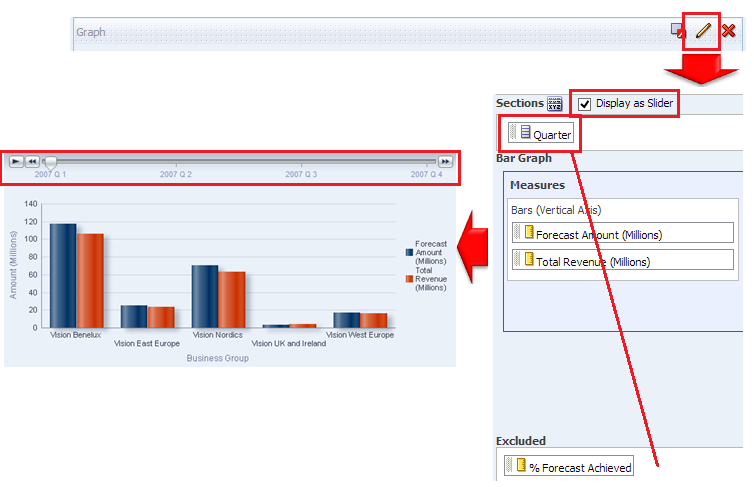 Graph
Sections Display as Slider
Quarter
Bar Graph
Measures
Bars (Vertical Axis)
Forecast Amount (Millions)
Total Revenue (Millions)
Excluded
% Forecast Achieved
2007 Q 1 2007 Q 2 2007 Q 3 2007 Q 4
140
120
100
80
60
40
20
0
Amount (Millions)
Vision Benelux
Vision East Europe
Vision Nordics
Vision UK and Ireland
Vision West Europe
Business Group
Forecast
Amount
(Millions)
Total
Revenue
(Millions)